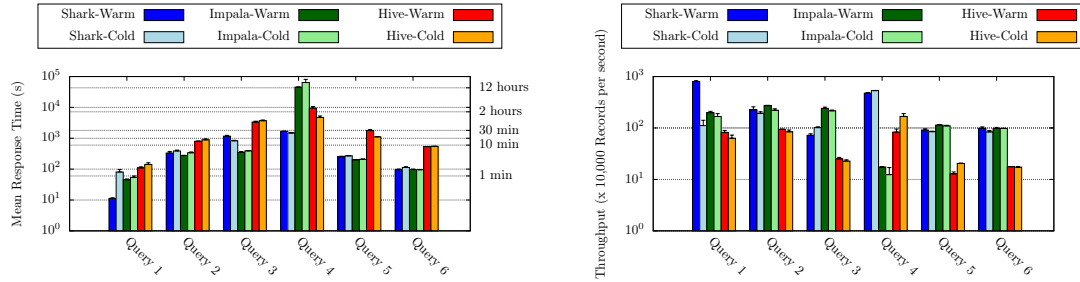 Shark-Warm Impala-Warm Hive-Warm
Shark-Cold Impala-Cold Hive-Cold
Mean Response Time (s)
10^5
10^4
10^3
10^2
10^1
10^0
12 hours
2 hours
30 min
10 min
1 min
Query 1
Query 2
Query 3
Query 4
Query 5
Query 6
Shark-Warm Impala-Warm Hive-Warm
Shark-Cold Impala-Cold Hive-Cold
Throughput (x 10,000 Records per second)
10^3
10^2
10^1
10^0
Query 1
Query 2
Query 3
Query 4
Query 5
Query 6